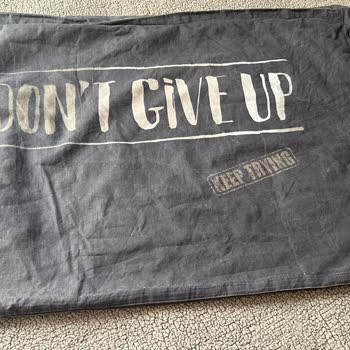 DON'T GiVE UP
KEEP TRYING